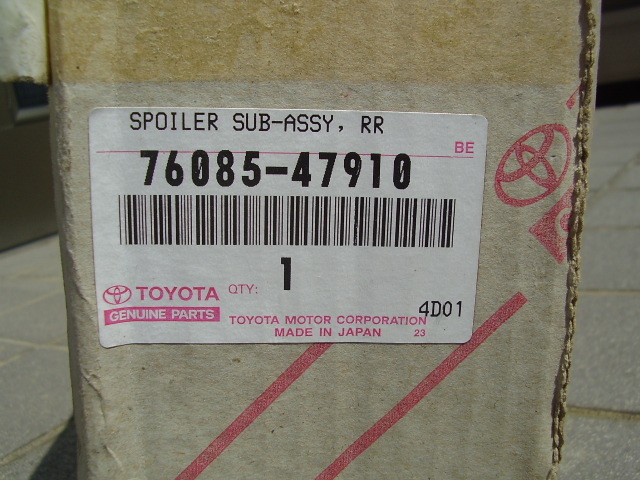 SPOILER SUB-ASSY, RR
BE
76085-47910
QTY: 1
TOYOTA
GENUINE PARTS
4D01
TOYOTA MOTOR CORPORATION
MADE IN JAPAN 23